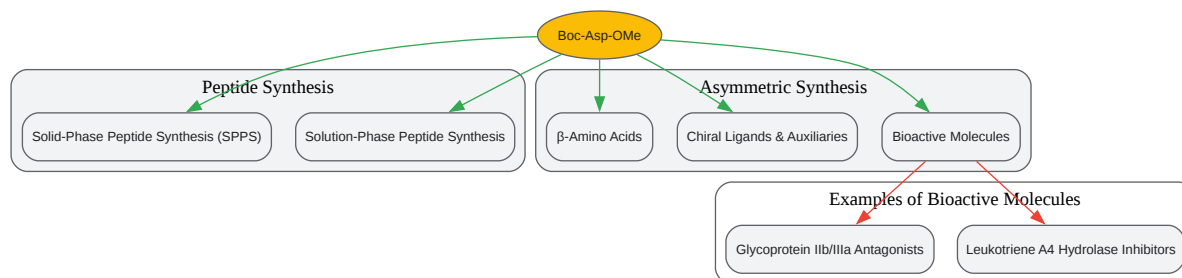 Boc-Asp-OMe
Peptide Synthesis
Asymmetric Synthesis
Solid-Phase Peptide Synthesis (SPPS)
Solution-Phase Peptide Synthesis
β-Amino Acids
Chiral Ligands & Auxiliaries
Bioactive Molecules
Examples of Bioactive Molecules
Glycoprotein IIb/IIIa Antagonists
Leukotriene A4 Hydrolase Inhibitors